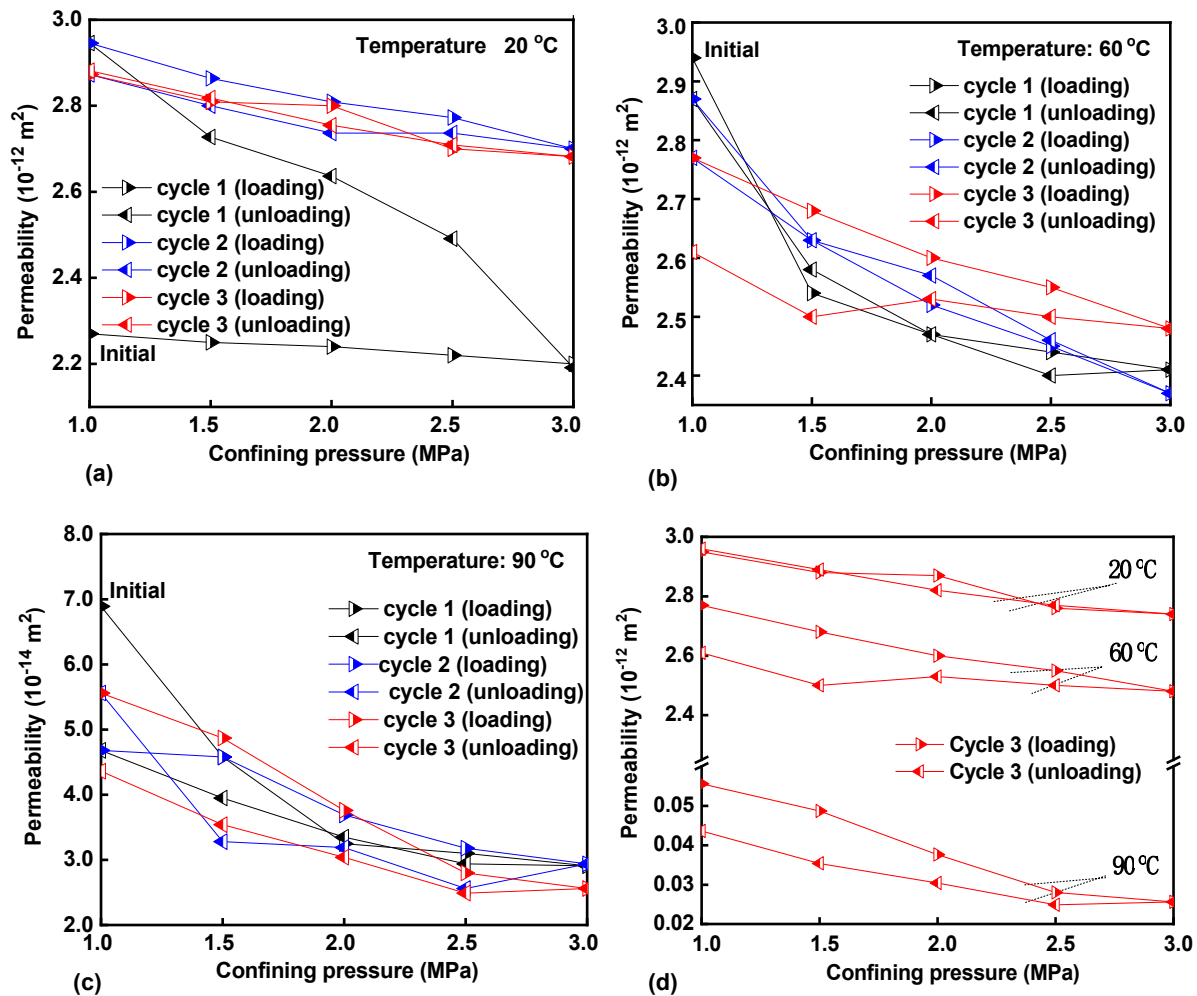 Permeability (10⁻¹² m²)
3.0
2.8
2.6
2.4
2.2
Temperature 20 °C
cycle 1 (loading)
cycle 1 (unloading)
cycle 2 (loading)
cycle 2 (unloading)
cycle 3 (loading)
cycle 3 (unloading)
Initial
1.0 1.5 2.0 2.5 3.0
Confining pressure (MPa)
(a)
Permeability (10⁻¹² m²)
3.0
2.9
2.8
2.7
2.6
2.5
2.4
Initial
Temperature: 60 °C
cycle 1 (loading)
cycle 1 (unloading)
cycle 2 (loading)
cycle 2 (unloading)
cycle 3 (loading)
cycle 3 (unloading)
1.0 1.5 2.0 2.5 3.0
Confining pressure (MPa)
(b)
Permeability (10⁻¹⁴ m²)
8.0
7.0
6.0
5.0
4.0
3.0
2.0
Temperature: 90 °C
Initial
cycle 1 (loading)
cycle 1 (unloading)
cycle 2 (loading)
cycle 2 (unloading)
cycle 3 (loading)
cycle 3 (unloading)
1.0 1.5 2.0 2.5 3.0
Confining pressure (MPa)
(c)
Permeability (10⁻¹² m²)
3.0
2.8
2.6
2.4
0.05
0.04
0.03
0.02
20 °C
60 °C
Cycle 3 (loading)
Cycle 3 (unloading)
90 °C
1.0 1.5 2.0 2.5 3.0
Confining pressure (MPa)
(d)